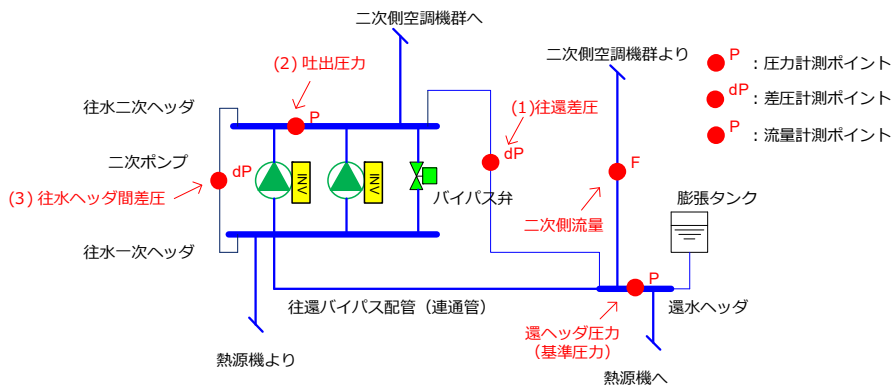 二次側空調機群へ
二次側空調機群より
P ：圧力計測ポイント
dP ：差圧計測ポイント
P ：流量計測ポイント
(2) 吐出圧力
P
往水二次ヘッダ
(1)往還差圧
dP
二次ポンプ
dP
INV
INV
F
(3) 往水ヘッダ間差圧
バイパス弁
二次側流量
膨張タンク
往水一次ヘッダ
P
往還バイパス配管（連通管）
還水ヘッダ
還ヘッダ圧力
（基準圧力）
熱源機より
熱源機へ